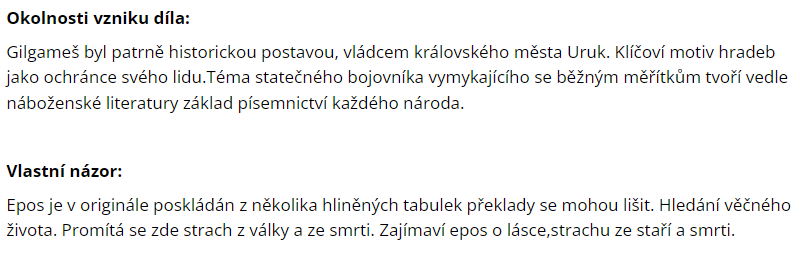 Okolnosti vzniku díla:
Gilgameš byl patrně historickou postavou, vládcem královského města Uruk. Klíčoví motiv hradeb
jako ochránce svého lidu.Téma statečného bojovníka vymykajícího se běžným měřítkům tvoří vedle
náboženské literatury základ písemnictví každého národa.
Vlastní názor:
Epos je v originále poskládán z několika hliněných tabulek překlady se mohou lišit. Hledání věčného
života. Promítá se zde strach z války a ze smrti. Zajímaví epos o lásce,strachu ze staří a smrti.